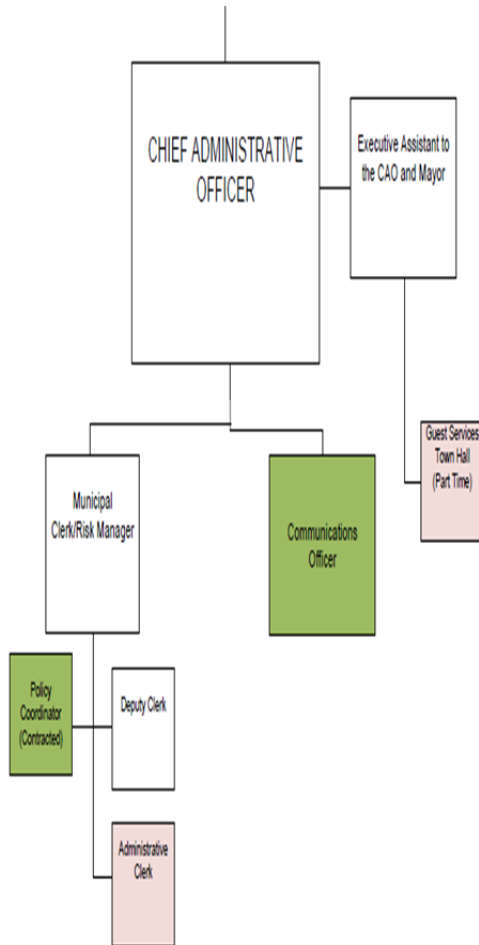 CHIEF ADMINISTRATIVE
OFFICER
Executive Assistant to
the CAO and Mayor
Guest Services
Town Hall
(Part Time)
Municipal
Clerk/Risk Manager
Communications
Officer
Policy
Coordinator
(Contracted)
Deputy Clerk
Administrative
Clerk